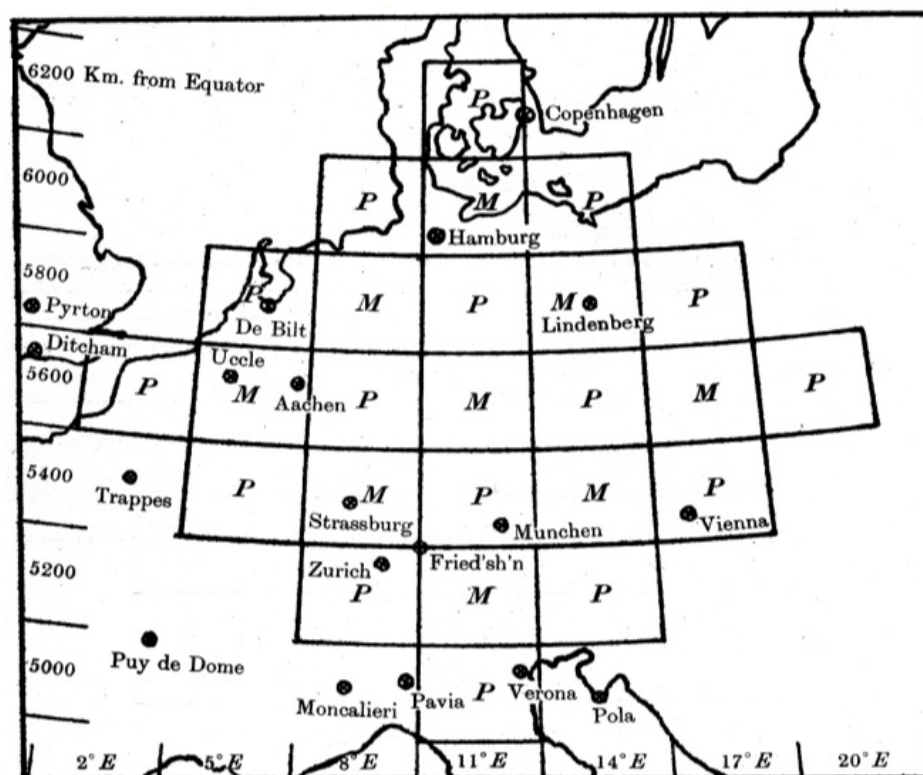 6200 Km. from Equator
P
Copenhagen
6000
P
M
P
Hamburg
5800
P
M
P
M
P
Pyrton
De Bilt
Lindenberg
Ditcham
Uccle
5600
P
M
Aachen
P
M
P
M
P
5400
Trappes
P
M
P
M
P
Strassburg
Munchen
Vienna
Fried'sh'n
5200
Zurich
P
M
P
Puy de Dome
5000
Moncalieri
Pavia
P
Verona
Pola
2° E
5° E
8° E
11° E
14° E
17° E
20° E